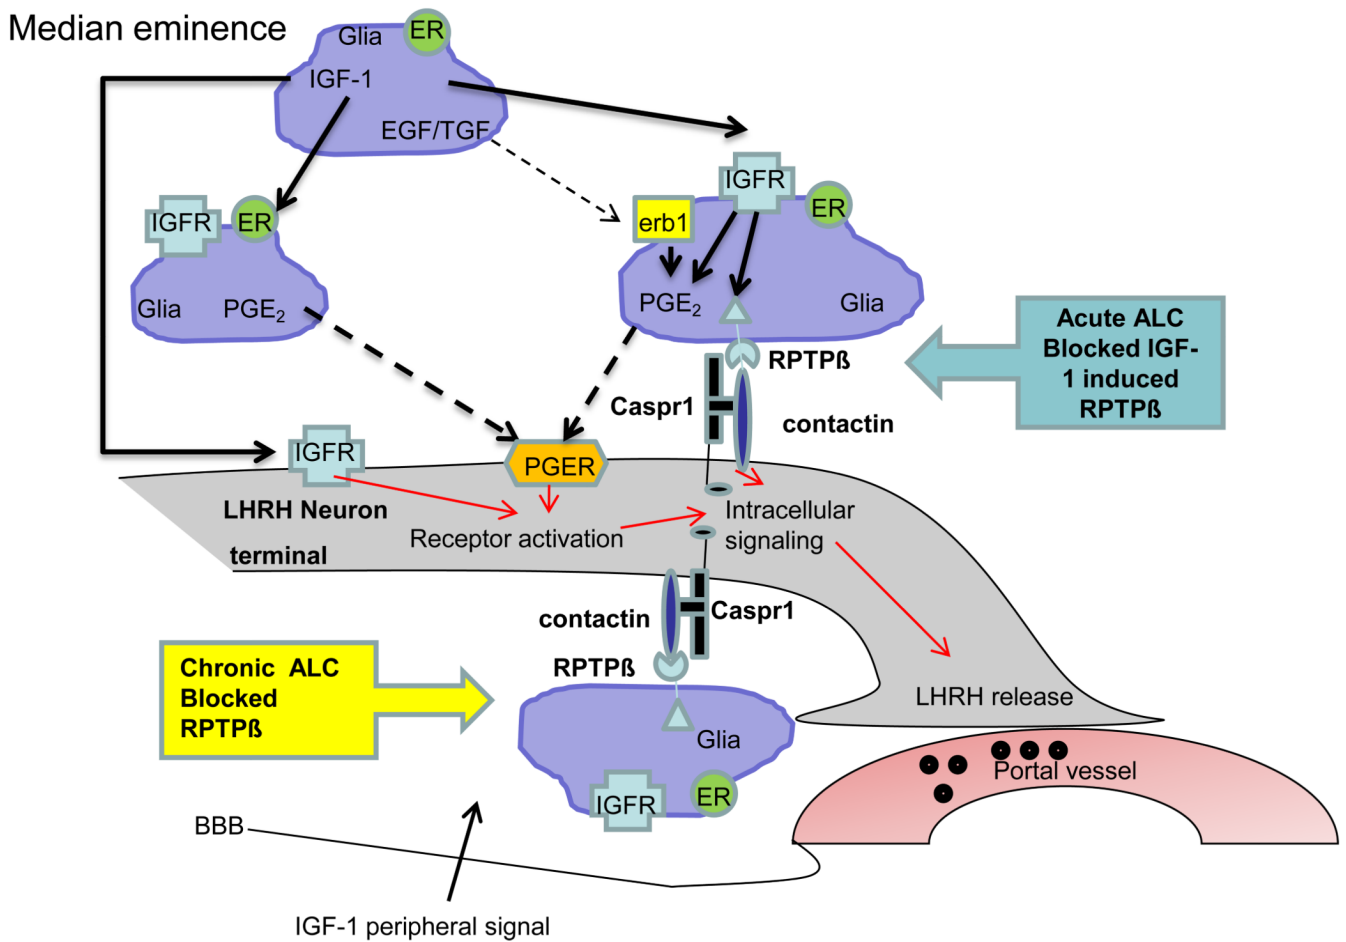 Median eminence
Glia
ER
IGF-1
EGF/TGF
IGFR
ER
Glia
PGE2
IGFR
erb1
ER
PGE2
Glia
Acute ALC
Blocked IGF-
1 induced
RPTPß
RPTPß
Caspr1
contactin
IGFR
PGER
LHRH Neuron
terminal
Receptor activation
Intracellular
signaling
contactin
Caspr1
RPTPß
Chronic ALC
Blocked
RPTPß
LHRH release
Glia
Portal vessel
IGFR
ER
BBB
IGF-1 peripheral signal